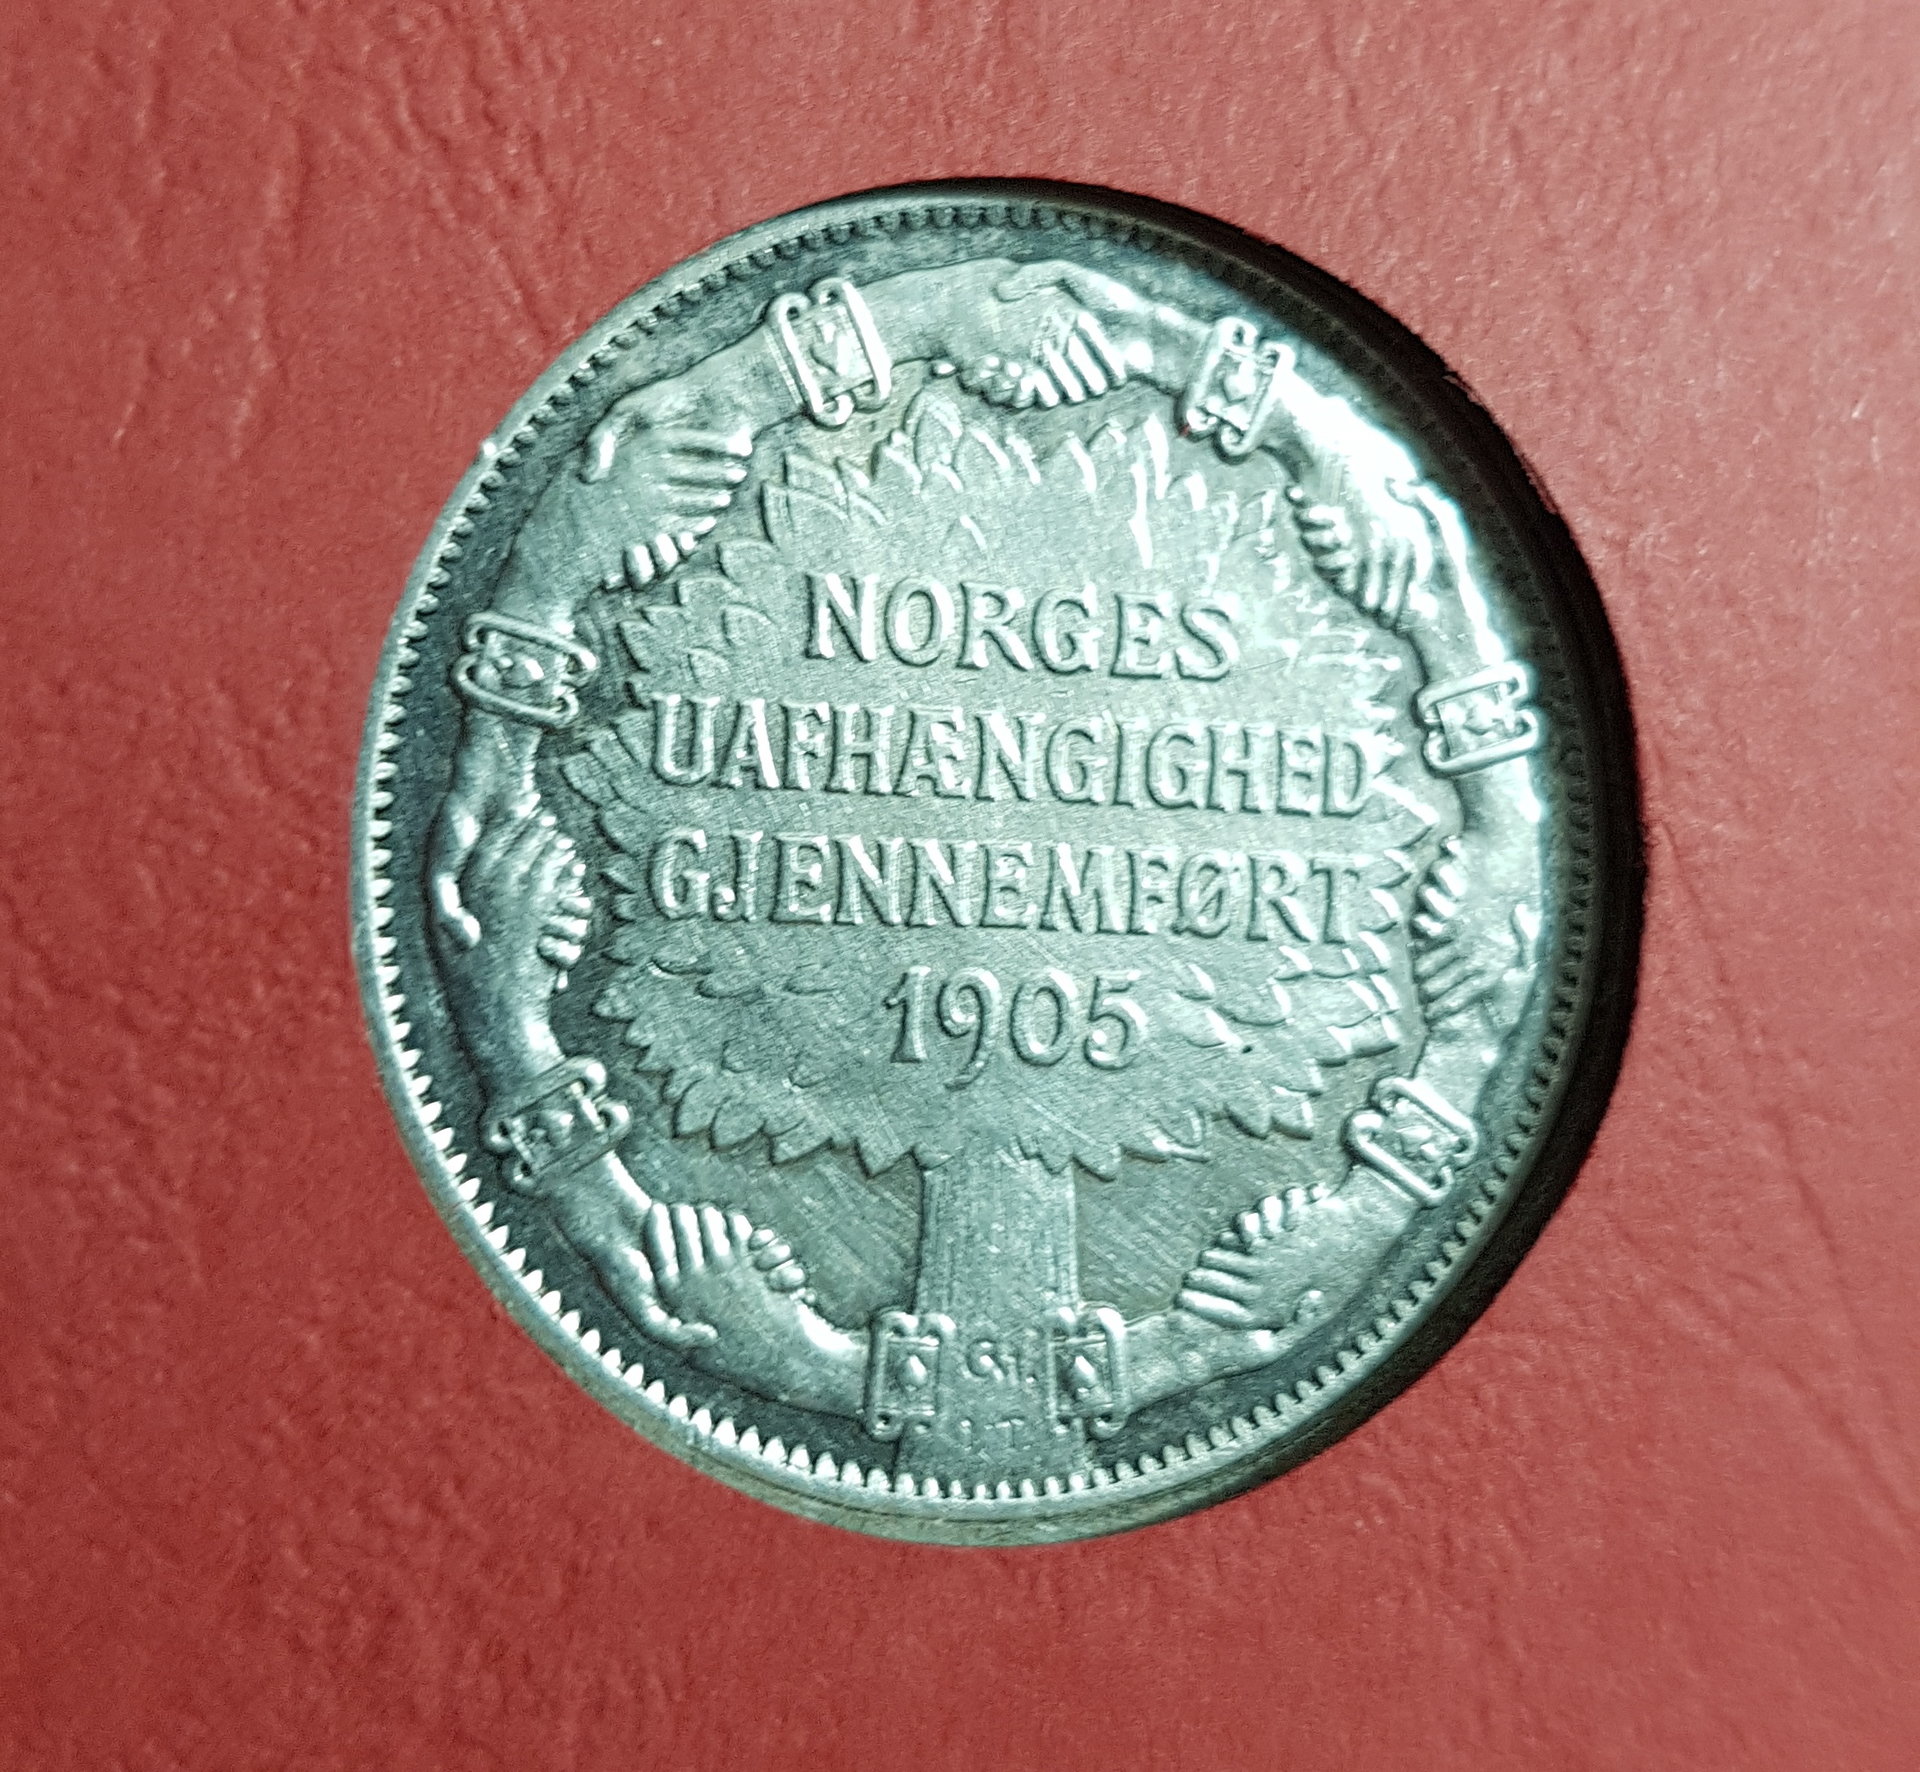 NORGES
UAFHÆNGIGHED
GJENNEMFØRT
1905
I.T.